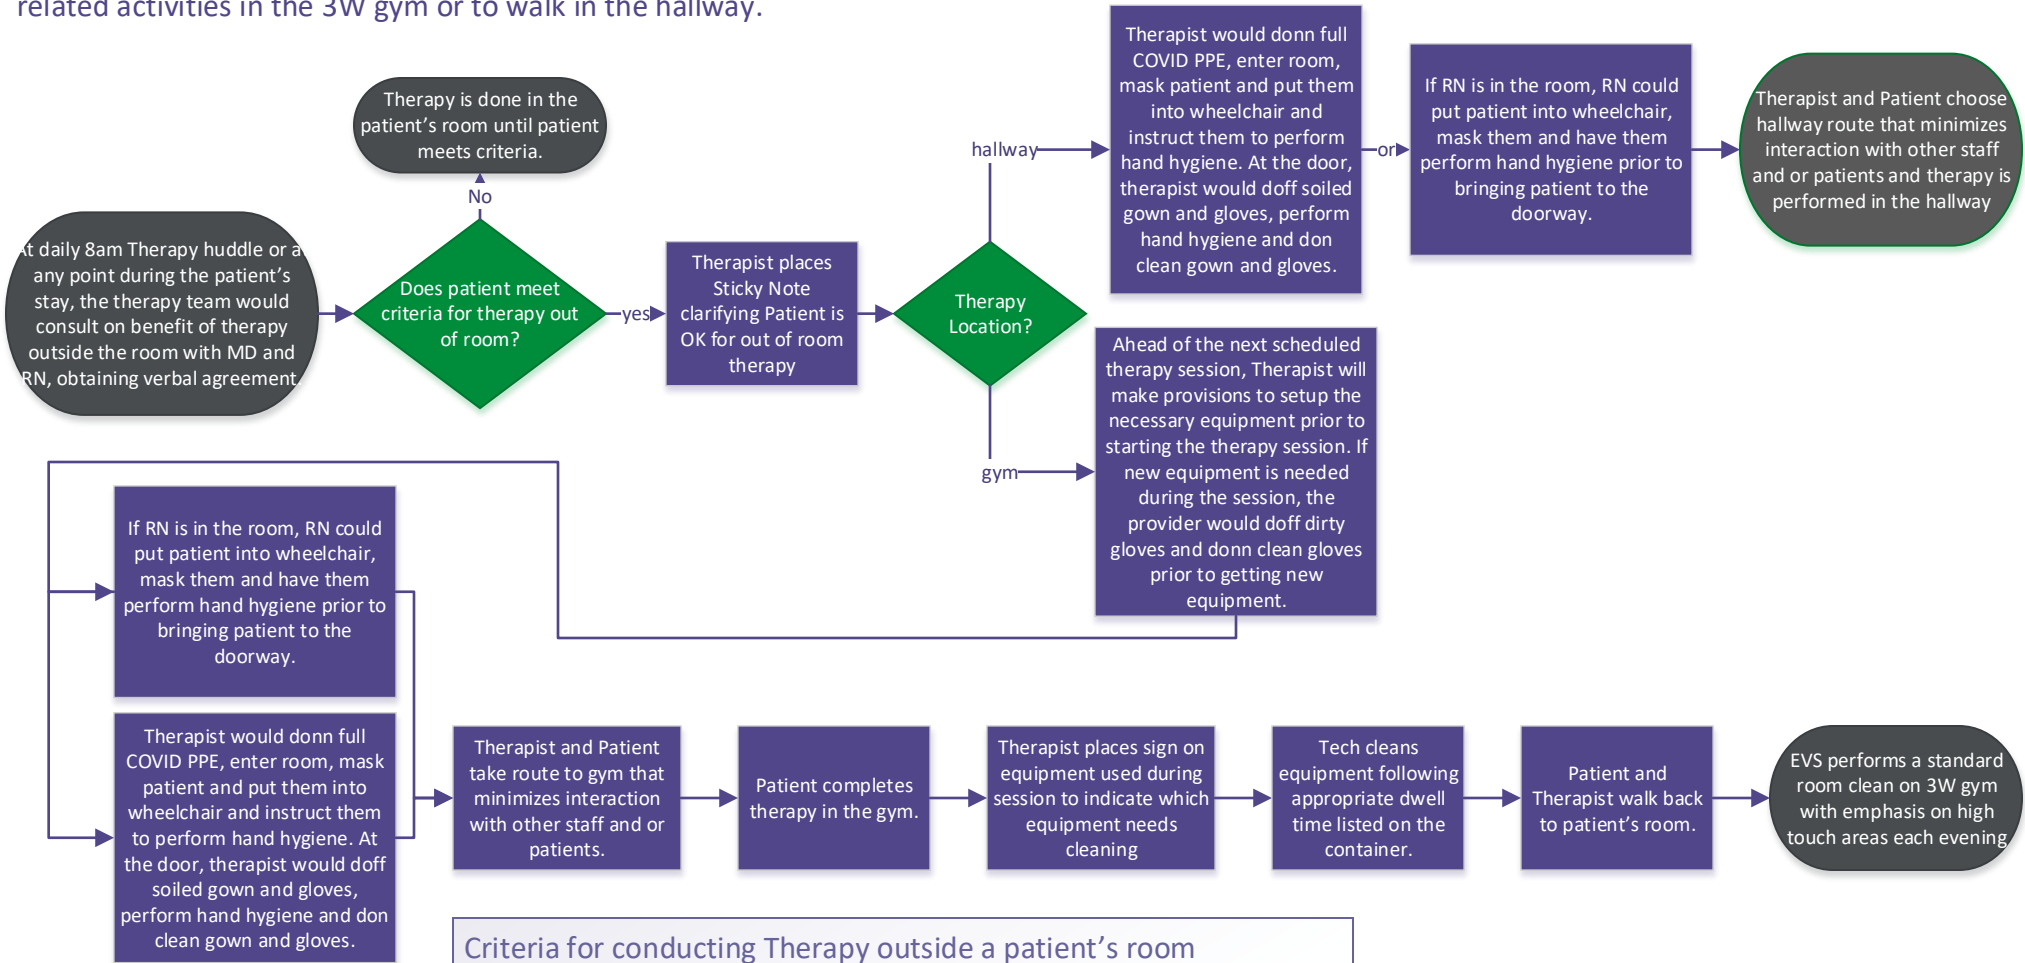 related activities in the 3W gym or to walk in the hallway.
Therapy is done in the
patient's room until patient
meets criteria.
No
At daily 8am Therapy huddle or a
any point during the patient's
stay, the therapy team would
consult on benefit of therapy
outside the room with MD and
RN, obtaining verbal agreement.
Does patient meet
criteria for therapy out
of room?
yes
Therapist places
Sticky Note
clarifying Patient is
OK for out of room
therapy
Therapy
Location?
hallway
Therapist would donn full
COVID PPE, enter room,
mask patient and put them
into wheelchair and
instruct them to perform
hand hygiene. At the door,
therapist would doff soiled
gown and gloves, perform
hand hygiene and don
clean gown and gloves.
or
If RN is in the room, RN could
put patient into wheelchair,
mask them and have them
perform hand hygiene prior to
bringing patient to the
doorway.
Therapist and Patient choose
hallway route that minimizes
interaction with other staff
and or patients and therapy is
performed in the hallway
gym
Ahead of the next scheduled
therapy session, Therapist will
make provisions to setup the
necessary equipment prior to
starting the therapy session. If
new equipment is needed
during the session, the
provider would doff dirty
gloves and donn clean gloves
prior to getting new
equipment.
If RN is in the room, RN could
put patient into wheelchair,
mask them and have them
perform hand hygiene prior to
bringing patient to the
doorway.
Therapist would donn full
COVID PPE, enter room, mask
patient and put them into
wheelchair and instruct them
to perform hand hygiene. At
the door, therapist would doff
soiled gown and gloves,
perform hand hygiene and don
clean gown and gloves.
Therapist and Patient
take route to gym that
minimizes interaction
with other staff and or
patients.
Patient completes
therapy in the gym.
Therapist places sign on
equipment used during
session to indicate which
equipment needs
cleaning
Tech cleans
equipment following
appropriate dwell
time listed on the
container.
Patient and
Therapist walk back
to patient's room.
EVS performs a standard
room clean on 3W gym
with emphasis on high
touch areas each evening
Criteria for conducting Therapy outside a patient's room